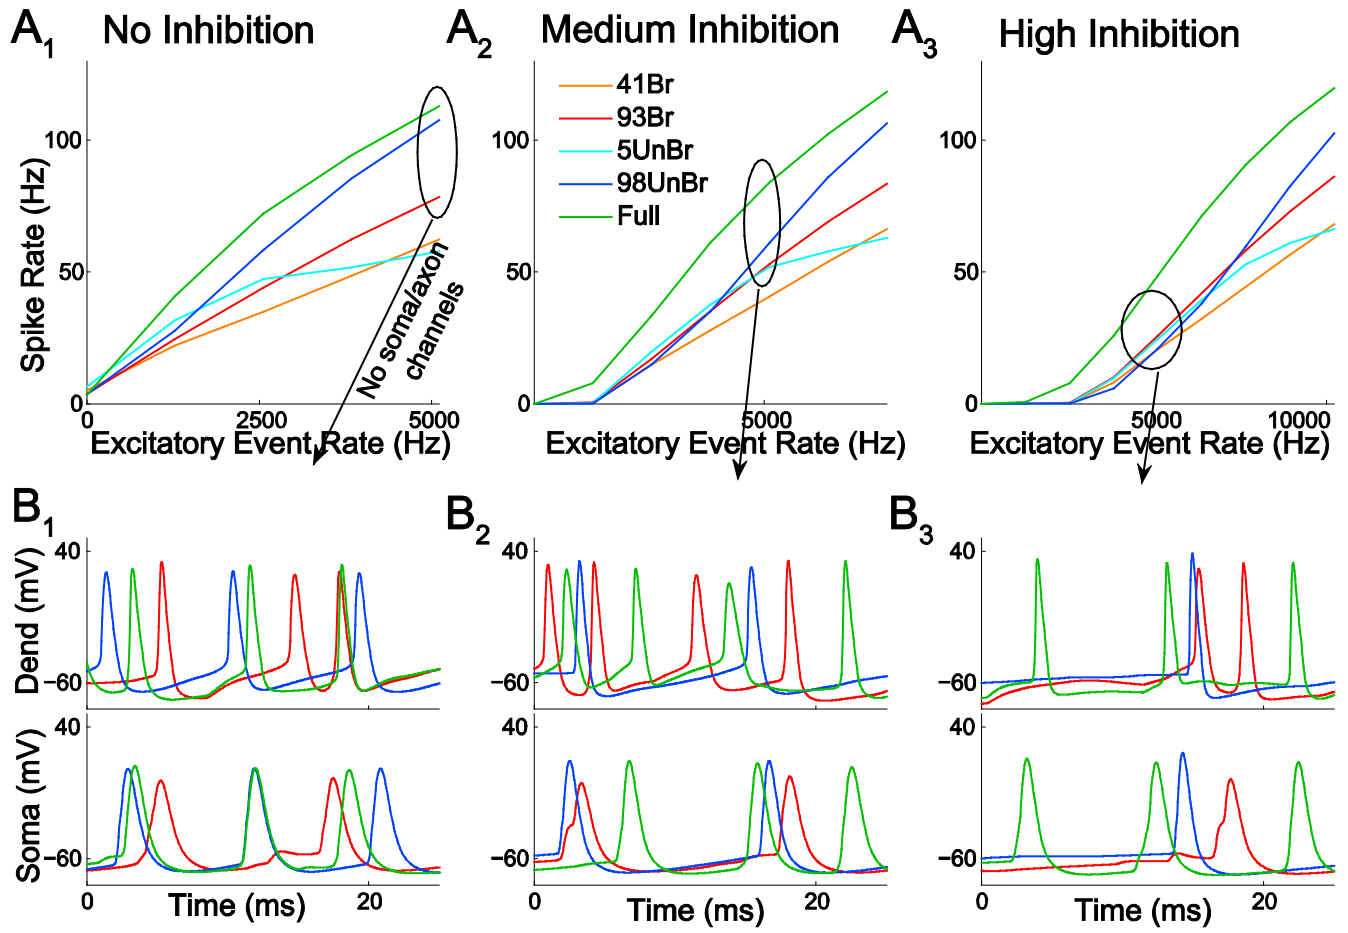 A1 No Inhibition
A2 Medium Inhibition
A3 High Inhibition
Spike Rate (Hz)
100
50
0
0 2500 5000
Excitatory Event Rate (Hz)
No soma/axon
channels
41Br
93Br
5UnBr
98UnBr
Full
100
50
0
5000
Excitatory Event Rate (Hz)
100
50
0
5000 10000
Excitatory Event Rate (Hz)
B1
B2
B3
Dend (mV)
40
−60
40
−60
40
−60
Soma (mV)
40
−60
0 20
Time (ms)
40
−60
0 20
Time (ms)
40
−60
0 20
Time (ms)